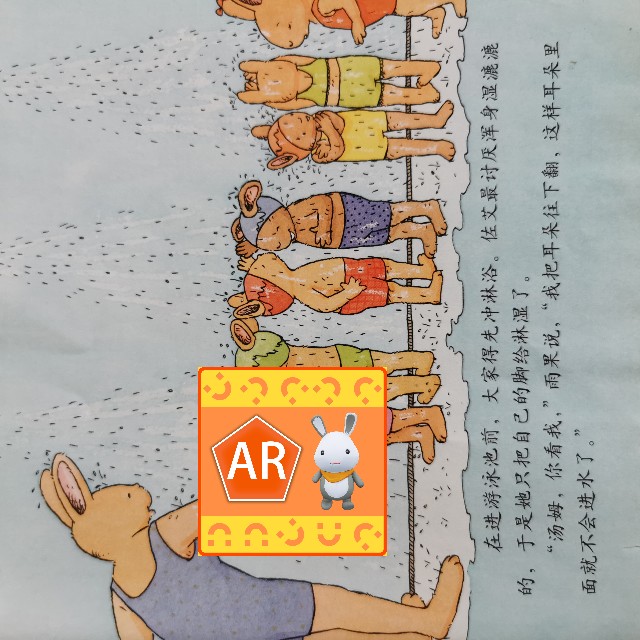 在进游泳池前，大家得先冲淋浴。佐艾最讨厌浑身湿漉漉
的，于是她只把自己的脚给淋湿了。
“汤姆，你看我，”雨果说，“我把耳朵往下翻，这样耳朵里
面就不会进水了。”
AR